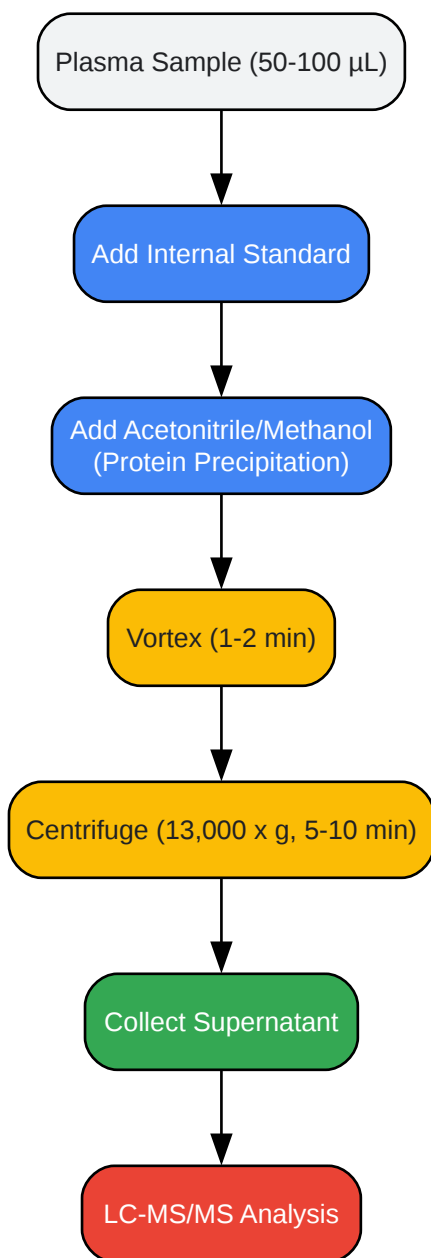 Plasma Sample (50-100 µL)
Add Internal Standard
Add Acetonitrile/Methanol
(Protein Precipitation)
Vortex (1-2 min)
Centrifuge (13,000 x g, 5-10 min)
Collect Supernatant
LC-MS/MS Analysis